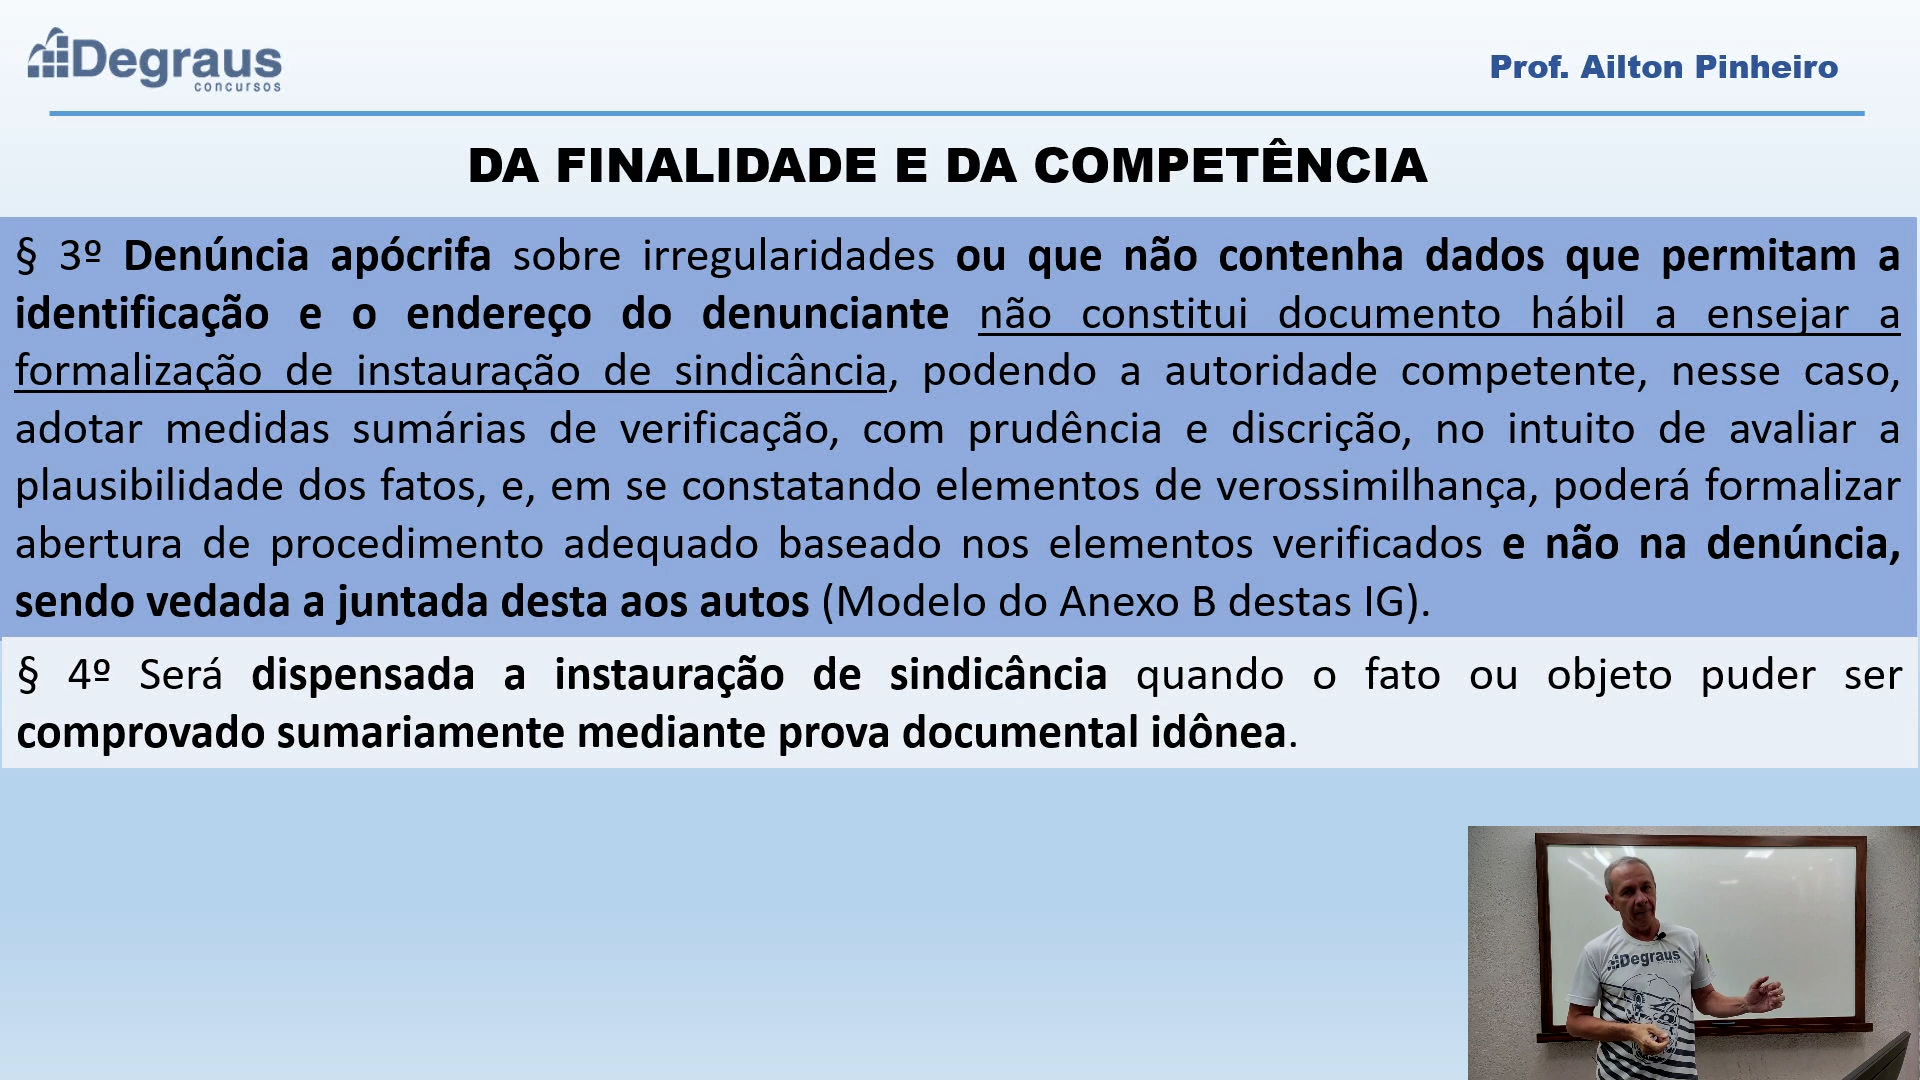 Degraus
concursos
Prof. Ailton Pinheiro
DA FINALIDADE E DA COMPETÊNCIA
§ 3º Denúncia apócrifa sobre irregularidades ou que não contenha dados que permitam a
identificação e o endereço do denunciante não constitui documento hábil a ensejar a
formalização de instauração de sindicância, podendo a autoridade competente, nesse caso,
adotar medidas sumárias de verificação, com prudência e discrição, no intuito de avaliar a
plausibilidade dos fatos, e, em se constatando elementos de verossimilhança, poderá formalizar
abertura de procedimento adequado baseado nos elementos verificados e não na denúncia,
sendo vedada a juntada desta aos autos (Modelo do Anexo B destas IG).
§ 4º Será dispensada a instauração de sindicância quando o fato ou objeto puder ser
comprovado sumariamente mediante prova documental idônea.
Degraus